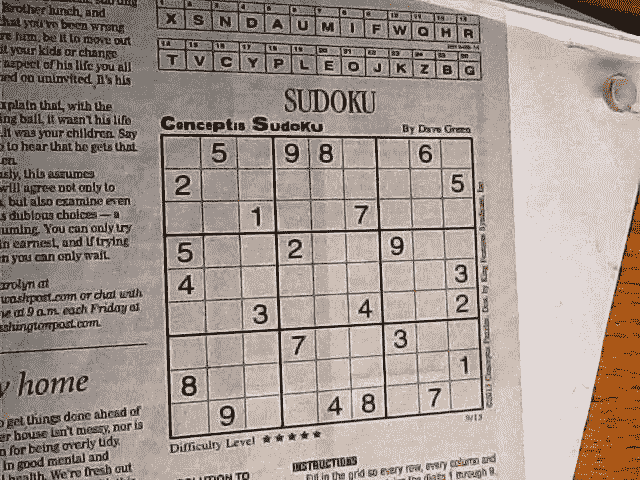 Brother lunch, and
that you've been wrong
re him, be it to move out
it your kids or change
aspect of his life you all
ned on uninvited. It's his
xplain that, with the
ing ball, it wasn't his life
it was your children. Say
to hear that he gets that
en.
sly, this assumes
will agree not only to
, but also examine even
s dubious choices — a
uming. You can only try
in earnest, and if trying
n you can only wait.
arolyn at
washpost.com or chat with
ne at 9 a.m. each Friday at
shingtonpost.com.
y home
o get things done ahead of
er house isn't messy, nor is
n for being overly tidy.
In good mental and
l health. We're fresh out
X S N D A U M I F W Q H R
T V C Y P L E O J K Z B G
SUDOKU
Conceptis SudoKu By Dave Green
5 9 8 6
2 5
1 7
5 2 9
4 3
3 4 2
7 3
8 1
9 4 8 7
Difficulty Level ★★★★★ 9/13
©2013 Conceptis Puzzles, Dist. by King Features Syndicate, Inc.
SOLUTION TO
INSTRUCTIONS
Fill in the grid so every row, every column and
the digits 1 through 9.